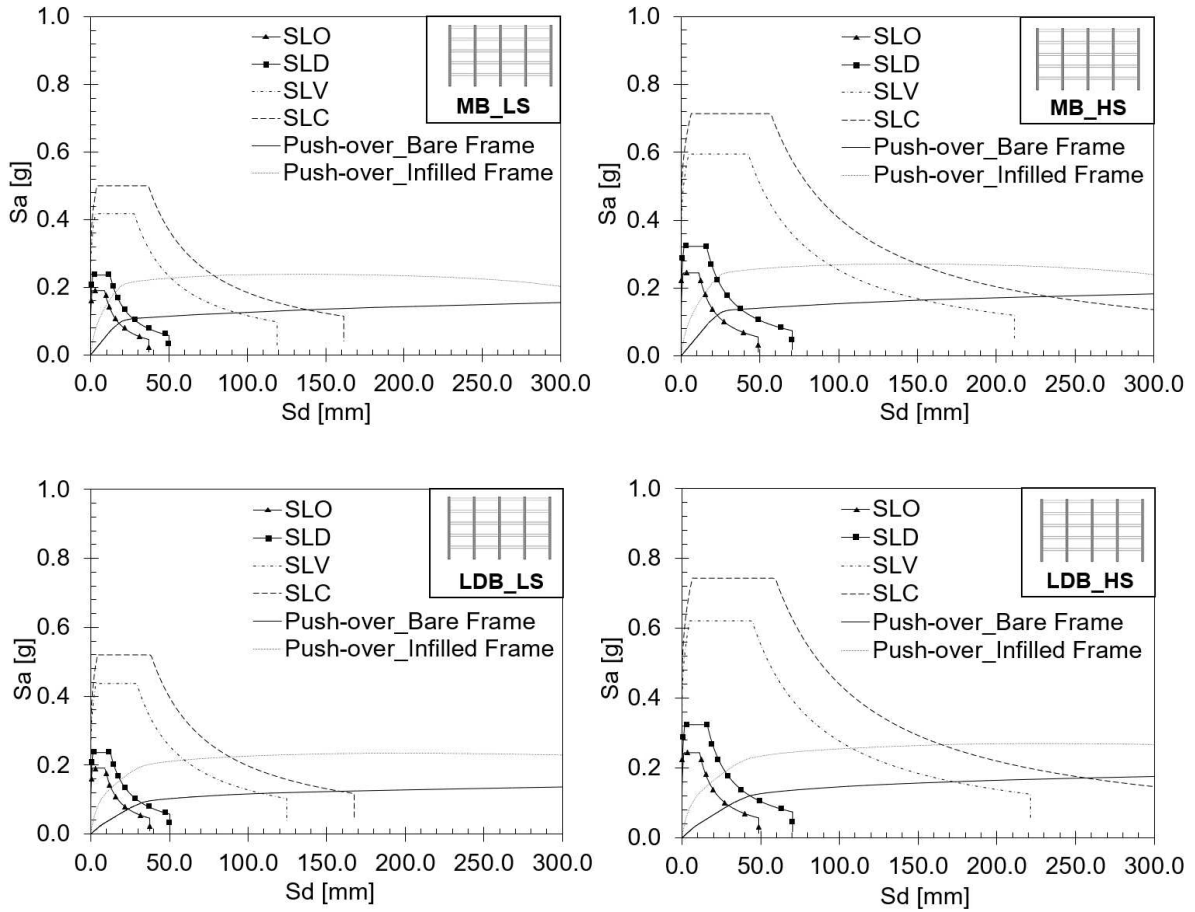 1.0
0.8
0.6
0.4
0.2
0.0
Sa [g]
SLO
SLD
SLV
SLC
Push-over_Bare Frame
Push-over_Infilled Frame
MB_LS
0.0 50.0 100.0 150.0 200.0 250.0 300.0
Sd [mm]
1.0
0.8
0.6
0.4
0.2
0.0
Sa [g]
SLO
SLD
SLV
SLC
Push-over_Bare Frame
Push-over_Infilled Frame
MB_HS
0.0 50.0 100.0 150.0 200.0 250.0 300.0
Sd [mm]
1.0
0.8
0.6
0.4
0.2
0.0
Sa [g]
SLO
SLD
SLV
SLC
Push-over_Bare Frame
Push-over_Infilled Frame
LDB_LS
0.0 50.0 100.0 150.0 200.0 250.0 300.0
Sd [mm]
1.0
0.8
0.6
0.4
0.2
0.0
Sa [g]
SLO
SLD
SLV
SLC
Push-over_Bare Frame
Push-over_Infilled Frame
LDB_HS
0.0 50.0 100.0 150.0 200.0 250.0 300.0
Sd [mm]